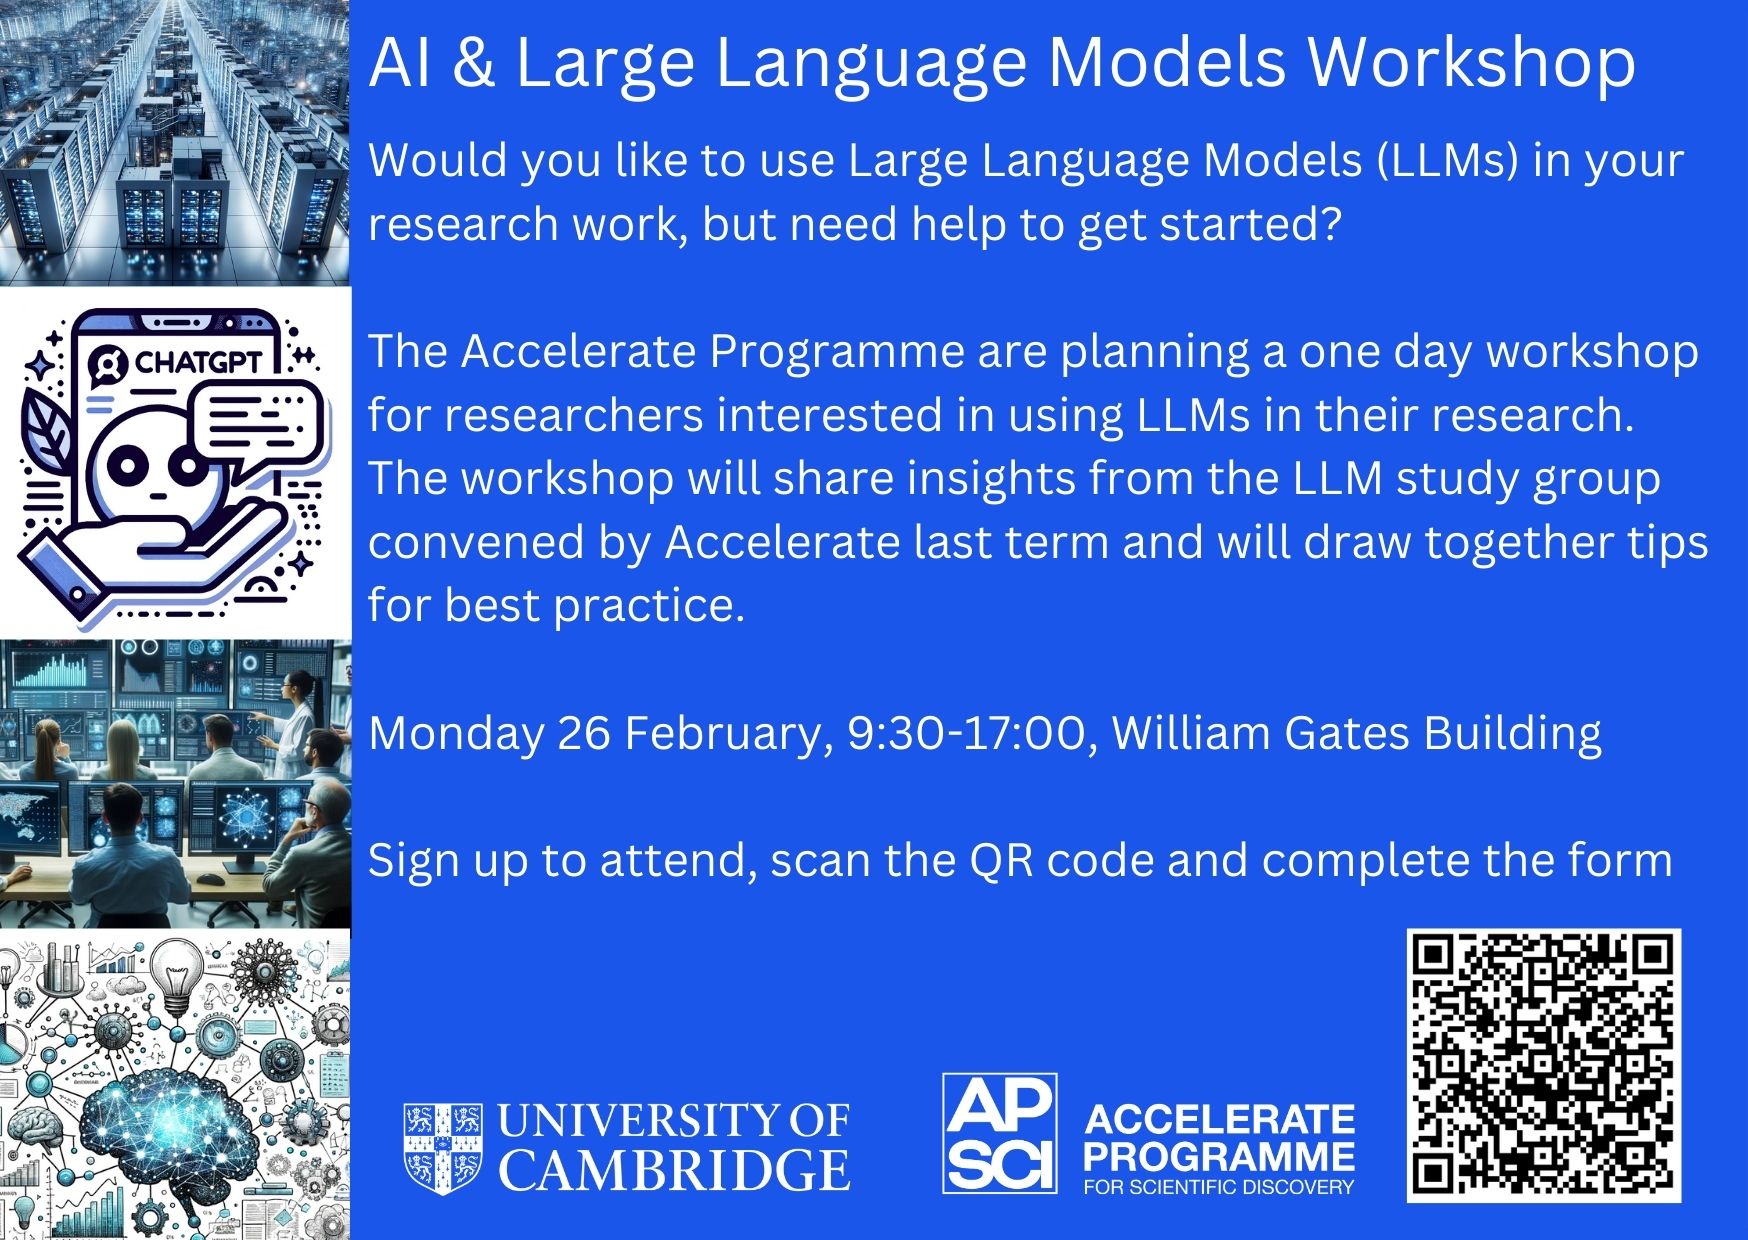 AI & Large Language Models Workshop
Would you like to use Large Language Models (LLMs) in your
research work, but need help to get started?
The Accelerate Programme are planning a one day workshop
for researchers interested in using LLMs in their research.
The workshop will share insights from the LLM study group
convened by Accelerate last term and will draw together tips
for best practice.
Monday 26 February, 9:30-17:00, William Gates Building
Sign up to attend, scan the QR code and complete the form
CHATGPT
UNIVERSITY OF
CAMBRIDGE
AP
SCI
ACCELERATE
PROGRAMME
FOR SCIENTIFIC DISCOVERY